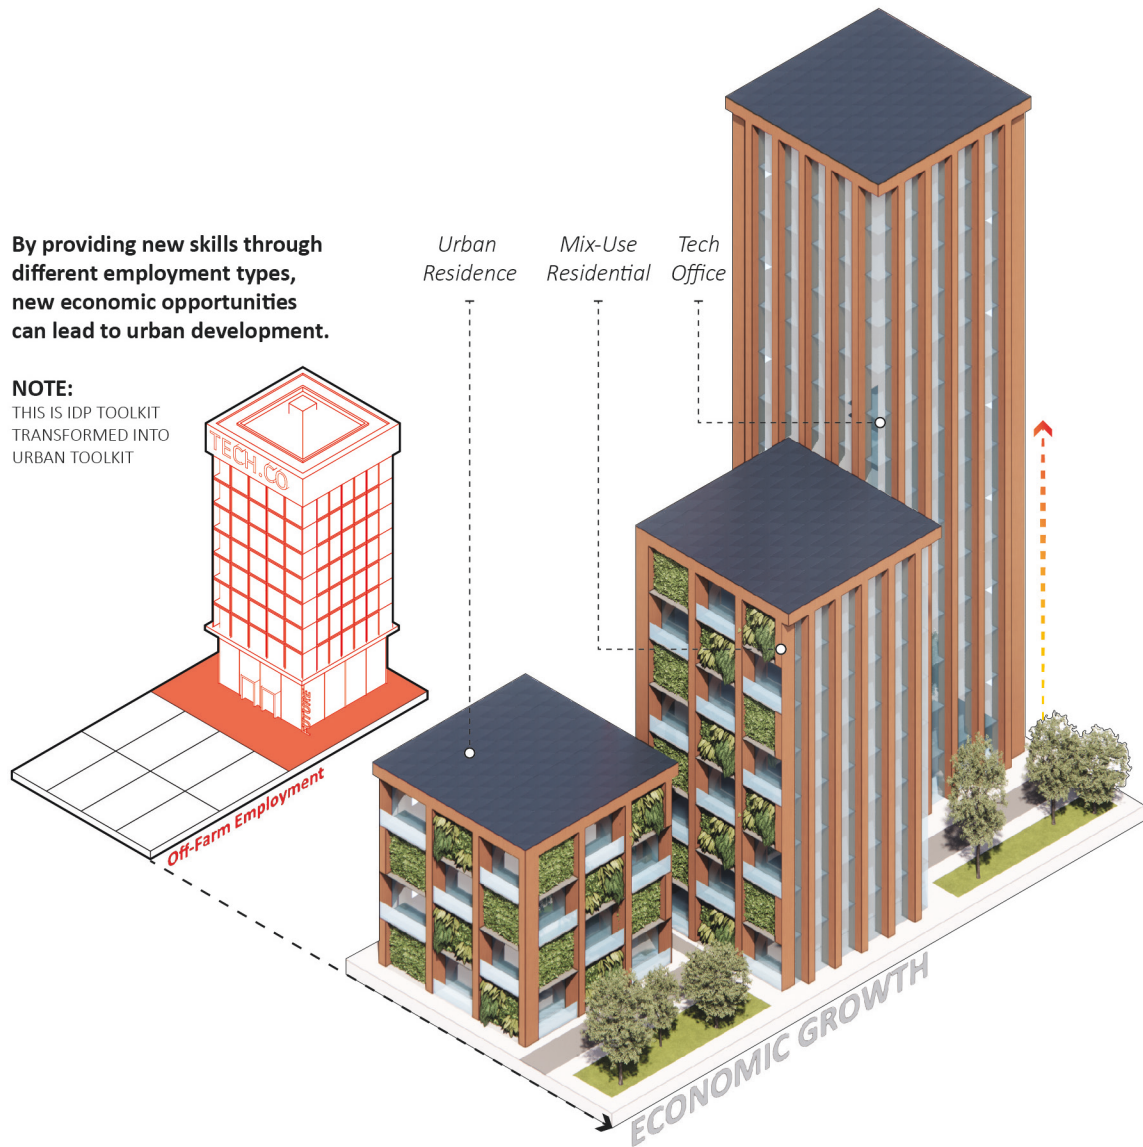 By providing new skills through
different employment types,
new economic opportunities
can lead to urban development.
NOTE:
THIS IS IDP TOOLKIT
TRANSFORMED INTO
URBAN TOOLKIT
Urban
Residence
Mix-Use
Residential
Tech
Office
TECH.CO
FUTURE
Off-Farm Employment
ECONOMIC GROWTH